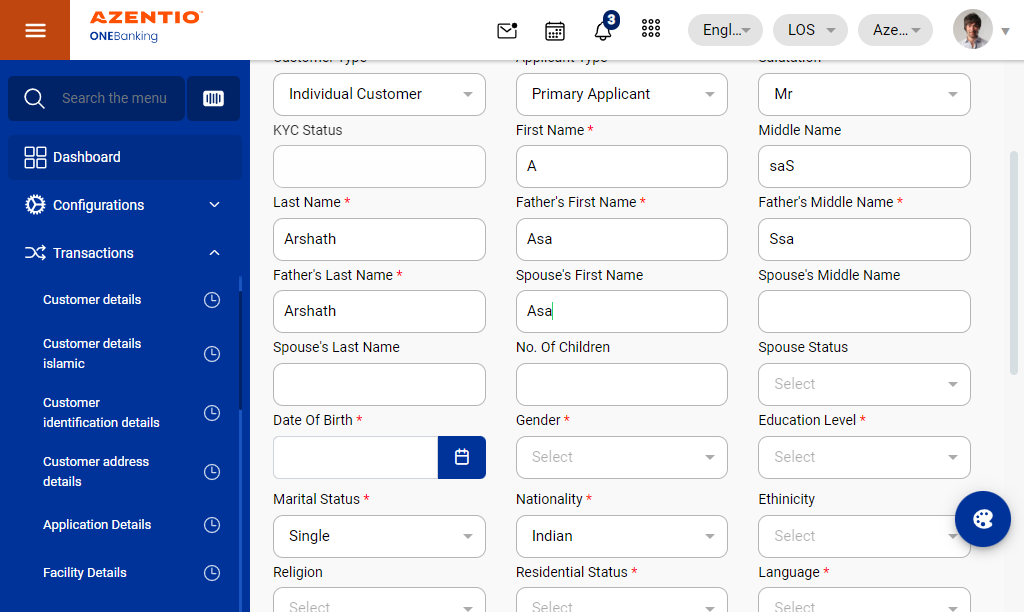 AZENTIO
ONEBanking
3
Engl...
LOS
Aze...
Search the menu
Dashboard
Configurations
Transactions
Customer details
Customer details
islamic
Customer
identification details
Customer address
details
Application Details
Facility Details
Customer Type
Applicant Type
Salutation
Individual Customer
Primary Applicant
Mr
KYC Status
First Name *
Middle Name
A
saS
Last Name *
Father's First Name *
Father's Middle Name *
Arshath
Asa
Ssa
Father's Last Name *
Spouse's First Name
Spouse's Middle Name
Arshath
Asa
Spouse's Last Name
No. Of Children
Spouse Status
Select
Date Of Birth *
Gender *
Education Level *
Select
Select
Marital Status *
Nationality *
Ethinicity
Single
Indian
Select
Religion
Residential Status *
Language *
Select
Select
Select